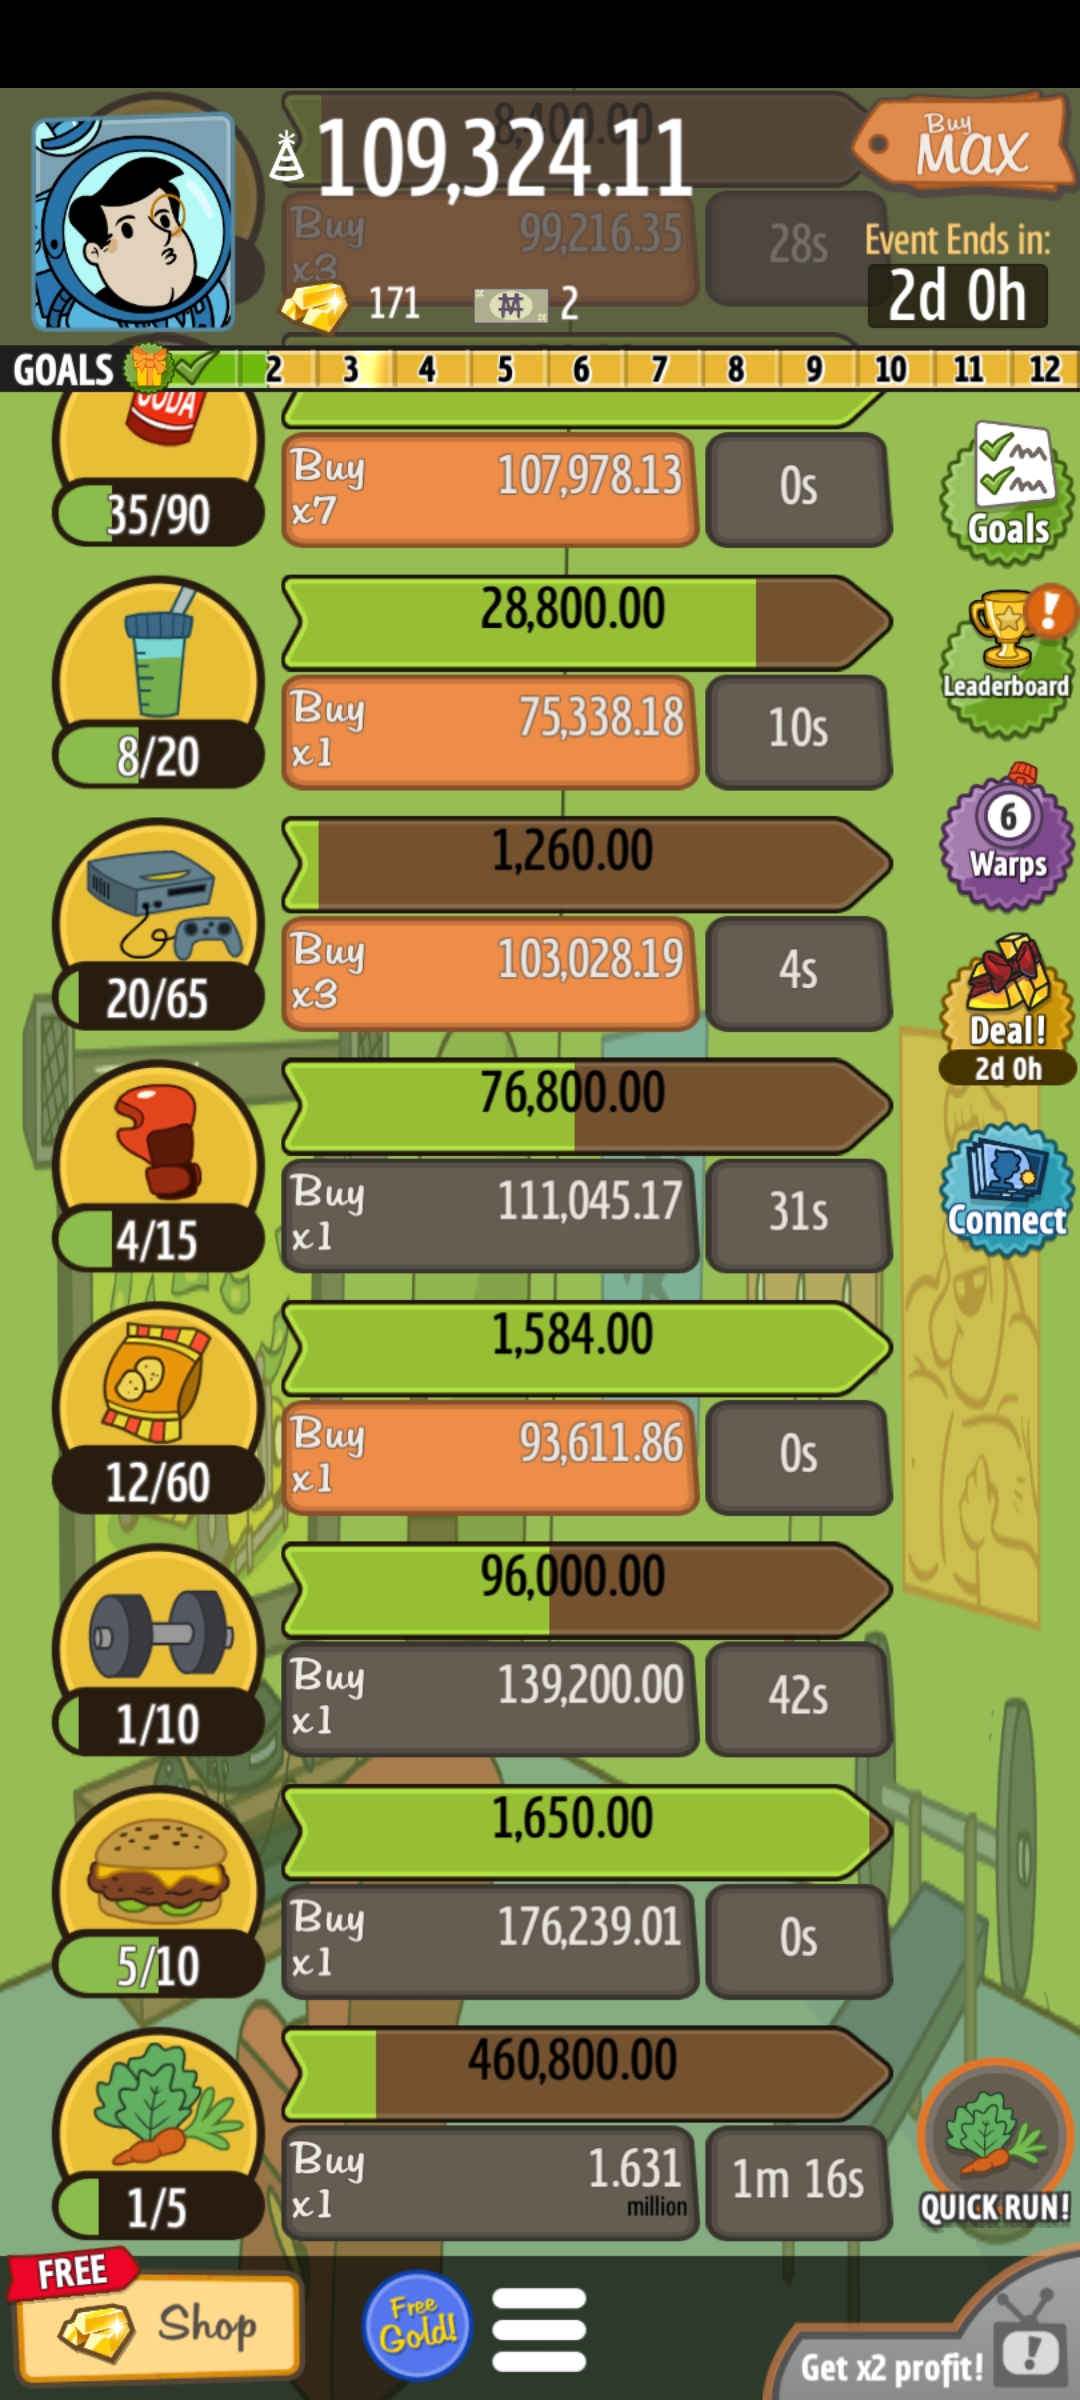 8,400.00
109,324.11
Buy
MAX
Buy
x3
99,216.35
28s
Event Ends in:
171
2
2d 0h
GOALS
2 3 4 5 6 7 8 9 10 11 12
SODA
35/90
Buy
x7
107,978.13
0s
Goals
28,800.00
8/20
Buy
x1
75,338.18
10s
Leaderboard
1,260.00
6
Warps
20/65
Buy
x3
103,028.19
4s
Deal!
2d 0h
76,800.00
4/15
Buy
x1
111,045.17
31s
Connect
1,584.00
12/60
Buy
x1
93,611.86
0s
96,000.00
1/10
Buy
x1
139,200.00
42s
1,650.00
5/10
Buy
x1
176,239.01
0s
460,800.00
1/5
Buy
x1
1.631
million
1m 16s
QUICK RUN!
FREE
Shop
Free
Gold!
Get x2 profit!